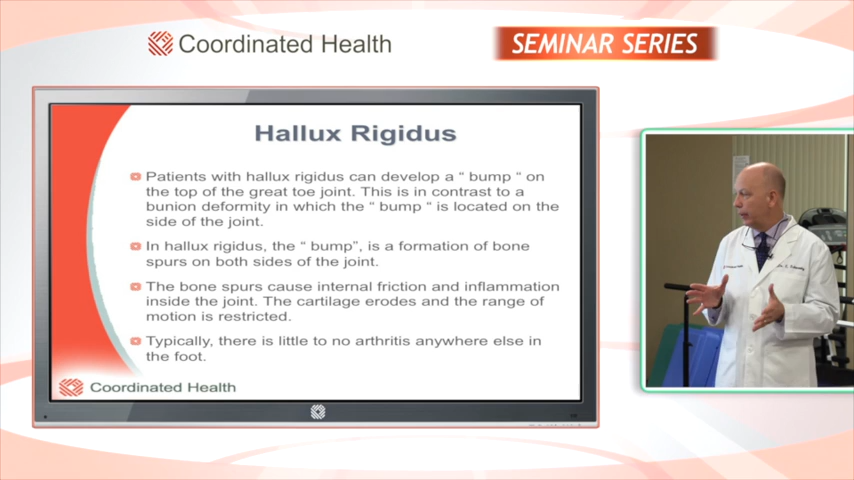 Coordinated Health
SEMINAR SERIES
Hallux Rigidus
Patients with hallux rigidus can develop a “ bump “ on
the top of the great toe joint. This is in contrast to a
bunion deformity in which the “ bump “ is located on the
side of the joint.
In hallux rigidus, the “ bump”, is a formation of bone
spurs on both sides of the joint.
The bone spurs cause internal friction and inflammation
inside the joint. The cartilage erodes and the range of
motion is restricted.
Typically, there is little to no arthritis anywhere else in
the foot.
Coordinated Health